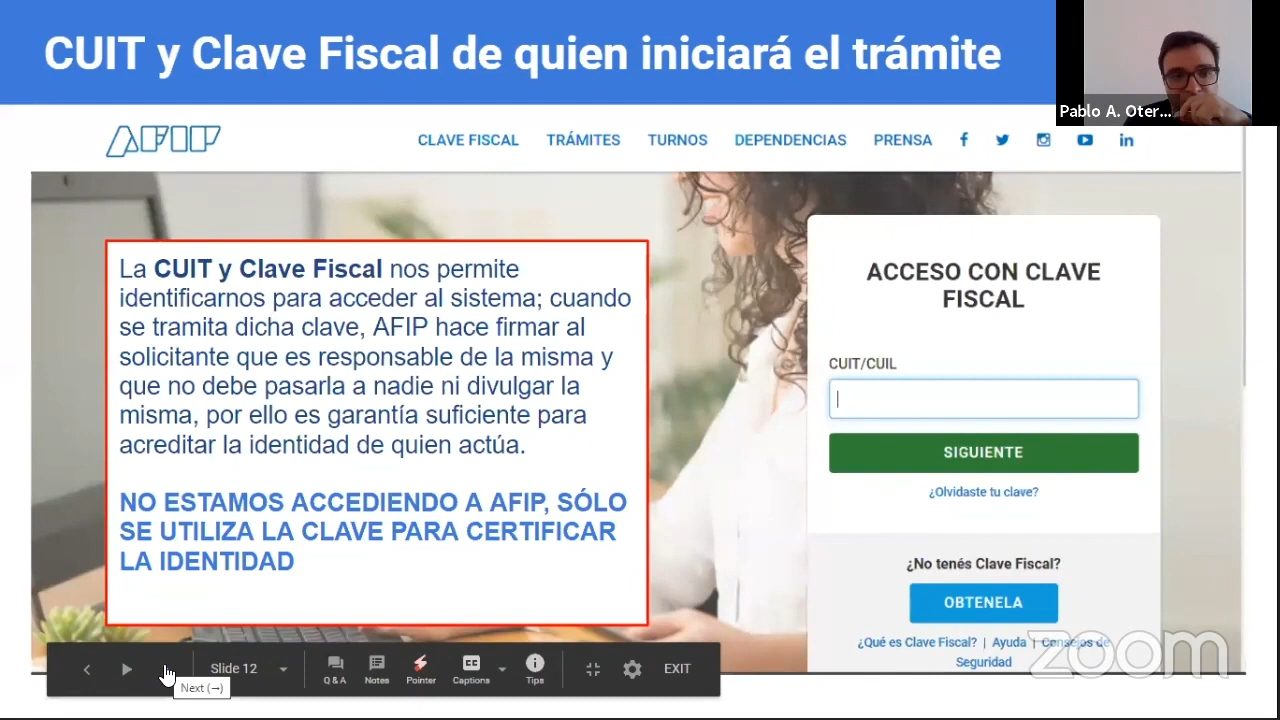 CUIT y Clave Fiscal de quien iniciará el trámite
Pablo A. Oter...
AFIP
CLAVE FISCAL
TRÁMITES
TURNOS
DEPENDENCIAS
PRENSA
La CUIT y Clave Fiscal nos permite
identificarnos para acceder al sistema; cuando
se tramita dicha clave, AFIP hace firmar al
solicitante que es responsable de la misma y
que no debe pasarla a nadie ni divulgar la
misma, por ello es garantía suficiente para
acreditar la identidad de quien actúa.
NO ESTAMOS ACCEDIENDO A AFIP, SÓLO
SE UTILIZA LA CLAVE PARA CERTIFICAR
LA IDENTIDAD
ACCESO CON CLAVE
FISCAL
CUIT/CUIL
SIGUIENTE
¿Olvidaste tu clave?
¿No tenés Clave Fiscal?
OBTENELA
¿Qué es Clave Fiscal? | Ayuda | Consejos de
Seguridad
zoom
Slide 12
Q & A
Notes
Pointer
CC
Captions
Tips
EXIT
Next (→)